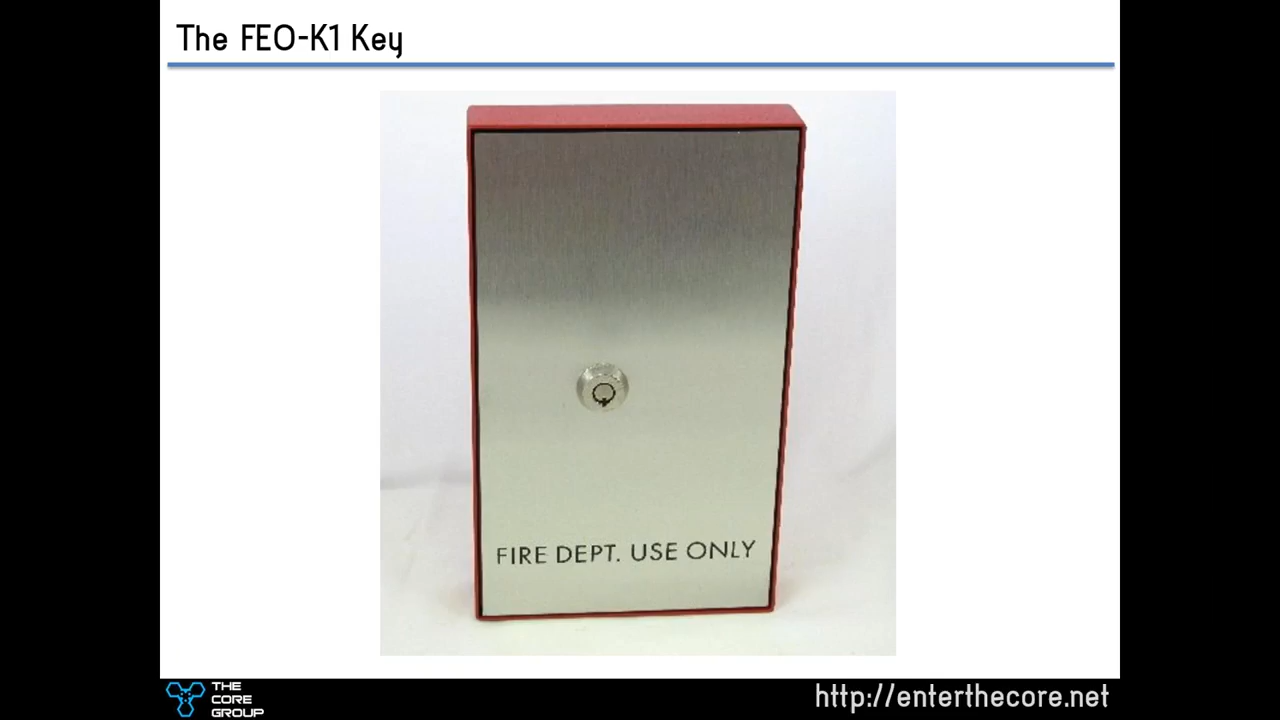 The FEO-K1 Key
FIRE DEPT. USE ONLY
THE
CORE
GROUP
http://enterthecore.net